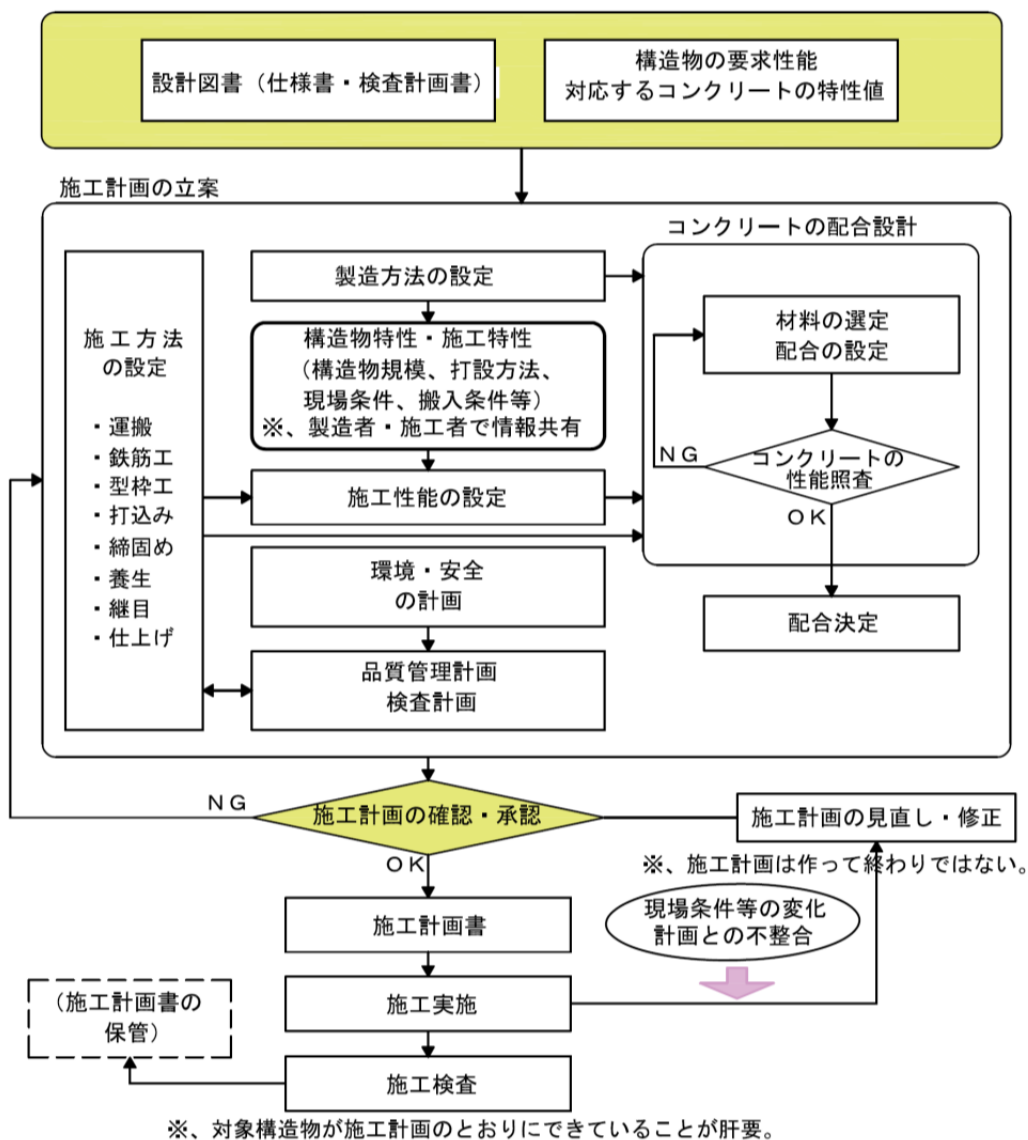 設計図書(仕様書・検査計画書)
構造物の要求性能
対応するコンクリートの特性値
施工計画の立案
コンクリートの配合設計
施工方法
の設定
・運搬
・鉄筋工
・型枠工
・打込み
・締固め
・養生
・継目
・仕上げ
製造方法の設定
構造物特性・施工特性
(構造物規模、打設方法、
現場条件、搬入条件等)
※、製造者・施工者で情報共有
施工性能の設定
環境・安全
の計画
品質管理計画
検査計画
材料の選定
配合の設定
NG
コンクリートの
性能照査
OK
配合決定
NG
施工計画の確認・承認
OK
施工計画の見直し・修正
※、施工計画は作って終わりではない。
現場条件等の変化
計画との不整合
施工計画書
施工実施
(施工計画書の
保管)
施工検査
※、対象構造物が施工計画のとおりにできていることが肝要。